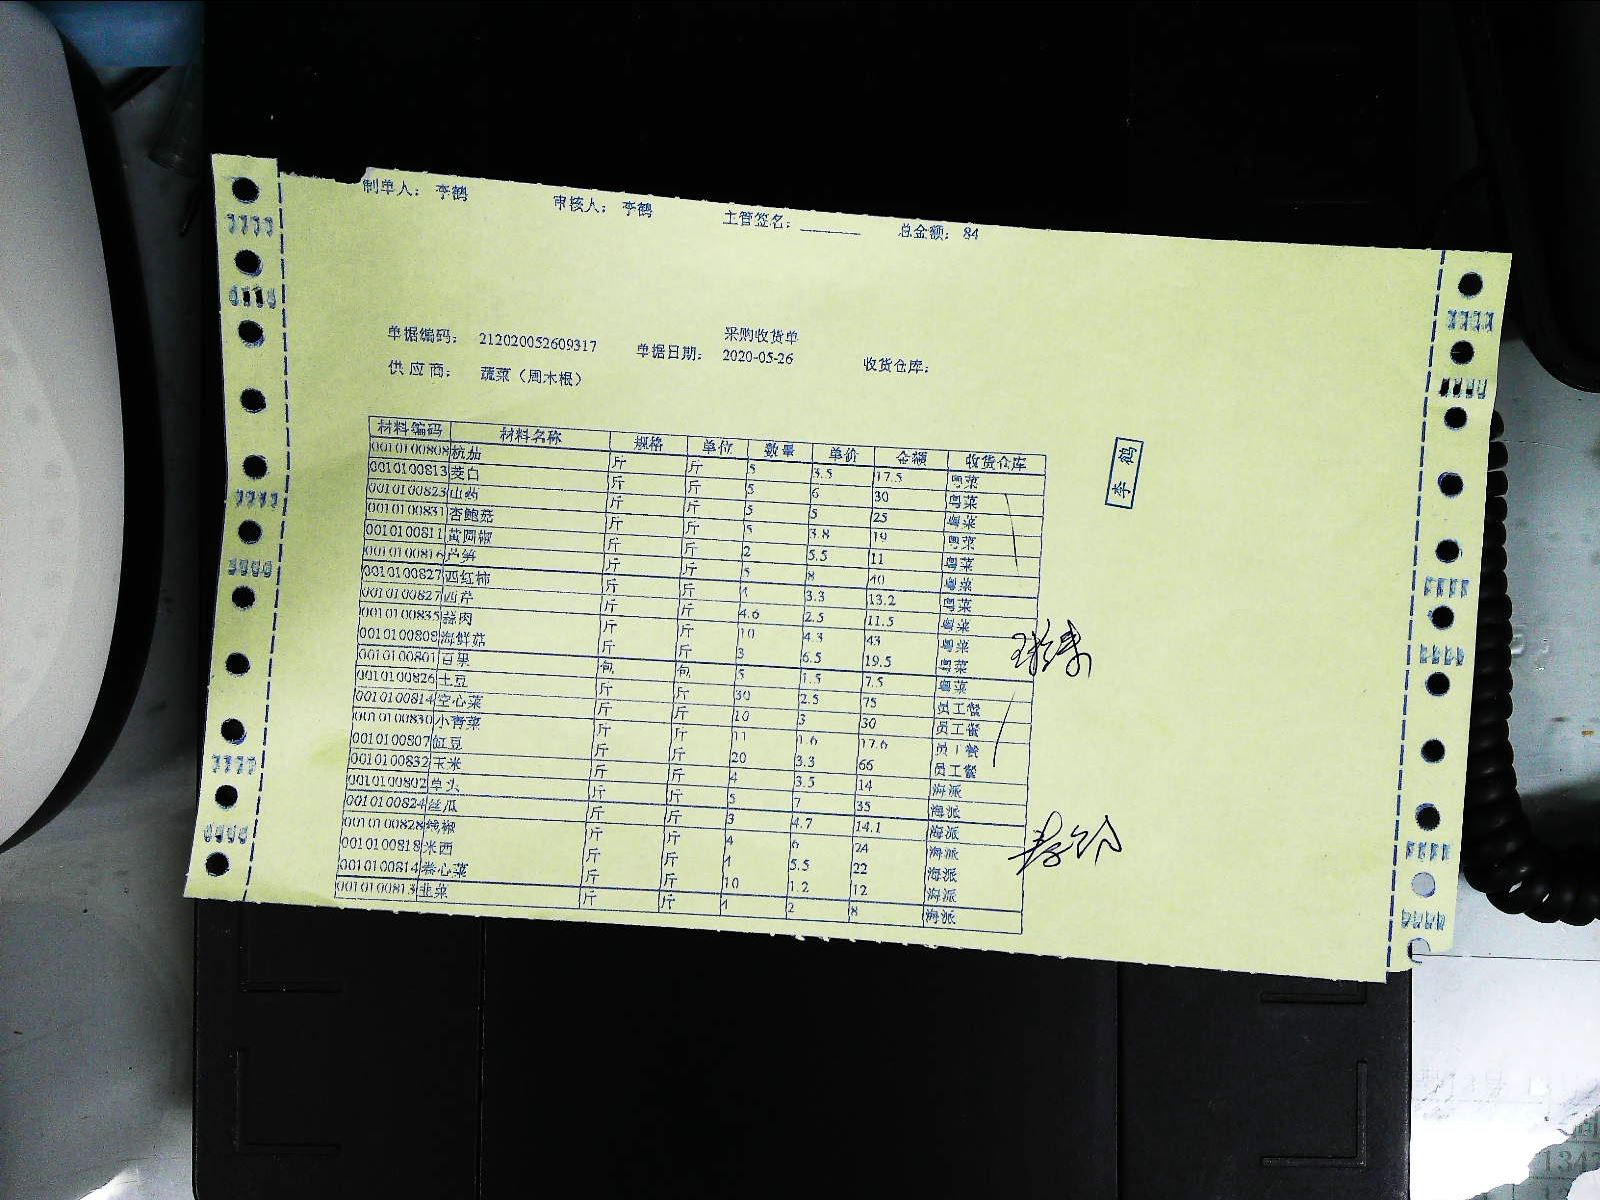 制单人: 李鹤 审核人: 李鹤 主管签名: 总金额: 84
采购收货单
单据编码: 212020052609317 单据日期: 2020-05-26 收货仓库:
供应商: 蔬菜（周木根）
材料编码 材料名称 规格 单位 数量 单价 金额 收货仓库
0010100808 杭茄 斤 斤 5 3.5 17.5 粤菜
0010100813 茭白 斤 斤 5 6 30 粤菜
0010100823 山药 斤 斤 5 5 25 粤菜
0010100831 杏鲍菇 斤 斤 5 3.8 19 粤菜
0010100811 黄圆椒 斤 斤 2 5.5 11 粤菜
0010100816 芦笋 斤 斤 5 8 40 粤菜
0010100827 西红柿 斤 斤 4 3.3 13.2 粤菜
0010100827 西芹 斤 斤 4.6 2.5 11.5 粤菜
0010100835 蒜肉 斤 斤 10 4.3 43 粤菜
0010100808 海鲜菇 斤 斤 3 6.5 19.5 粤菜
0010100801 百果 包 包 5 1.5 7.5 粤菜
0010100826 土豆 斤 斤 30 2.5 75 员工餐
0010100814 空心菜 斤 斤 10 3 30 员工餐
0010100830 小青菜 斤 斤 11 1.6 17.6 员工餐
0010100807 豇豆 斤 斤 20 3.3 66 员工餐
0010100832 玉米 斤 斤 4 3.5 14 海派
0010100802 草头 斤 斤 5 7 35 海派
0010100824 丝瓜 斤 斤 3 4.7 14.1 海派
0010100828 线椒 斤 斤 4 6 24 海派
0010100818 米西 斤 斤 4 5.5 22 海派
0010100814 卷心菜 斤 斤 10 1.2 12 海派
0010100813 韭菜 斤 斤 4 2 8 海派
李鹤